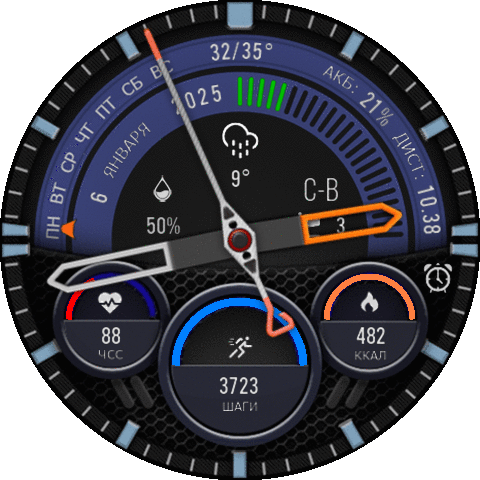 32/35°
ПН ВТ СР ЧТ ПТ СБ ВС
АКБ: 21%
ДИСТ: 10.38
6 ЯНВАРЯ 2025
9°
50%
С-В
3
88
ЧСС
482
ККАЛ
3723
ШАГИ